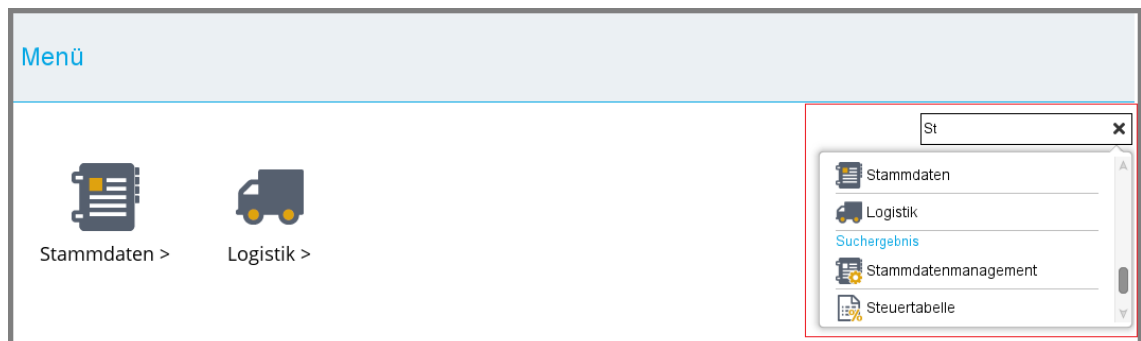 Menü
St
Stammdaten
Logistik
Suchergebnis
Stammdatenmanagement
Steuertabelle
Stammdaten > Logistik >